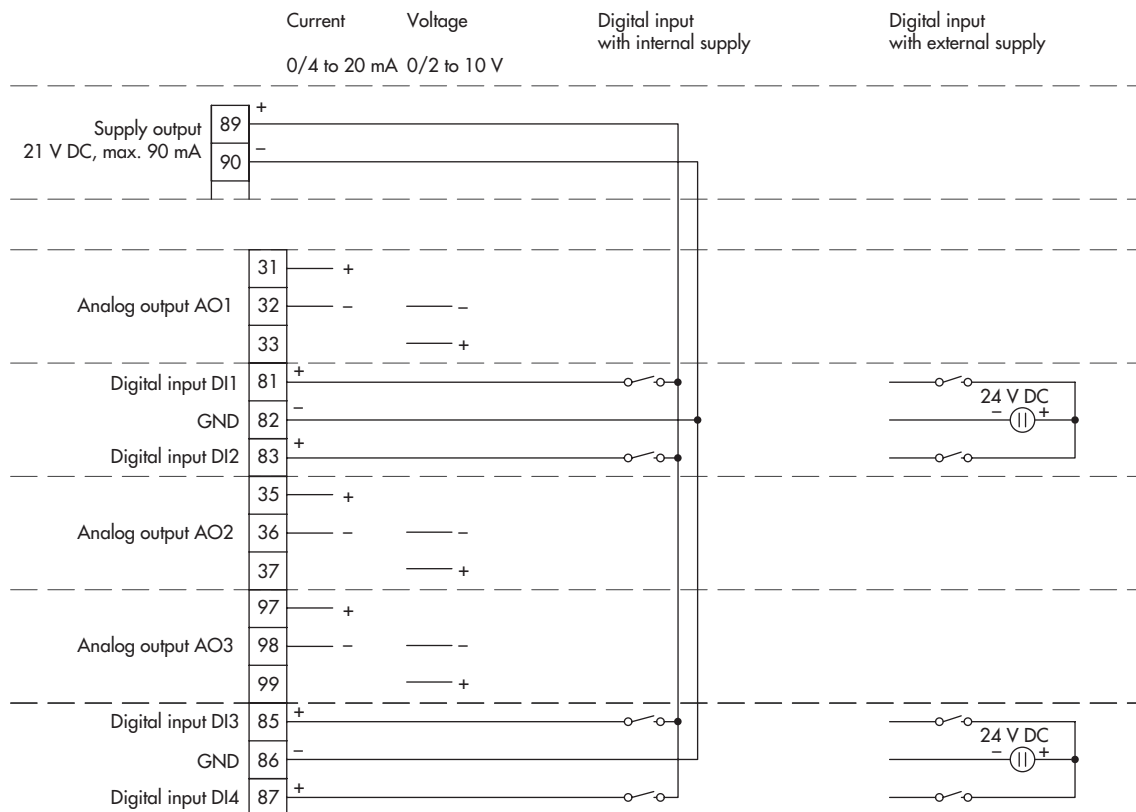 Current Voltage Digital input with internal supply Digital input with external supply
0/4 to 20 mA 0/2 to 10 V
Supply output 89 +
21 V DC, max. 90 mA 90 −
31 +
Analog output AO1 32 − −
33 +
Digital input DI1 81 +
24 V DC
GND 82 − − +
Digital input DI2 83 +
35 +
Analog output AO2 36 − −
37 +
97 +
Analog output AO3 98 − −
99 +
Digital input DI3 85 +
24 V DC
GND 86 − − +
Digital input DI4 87 +